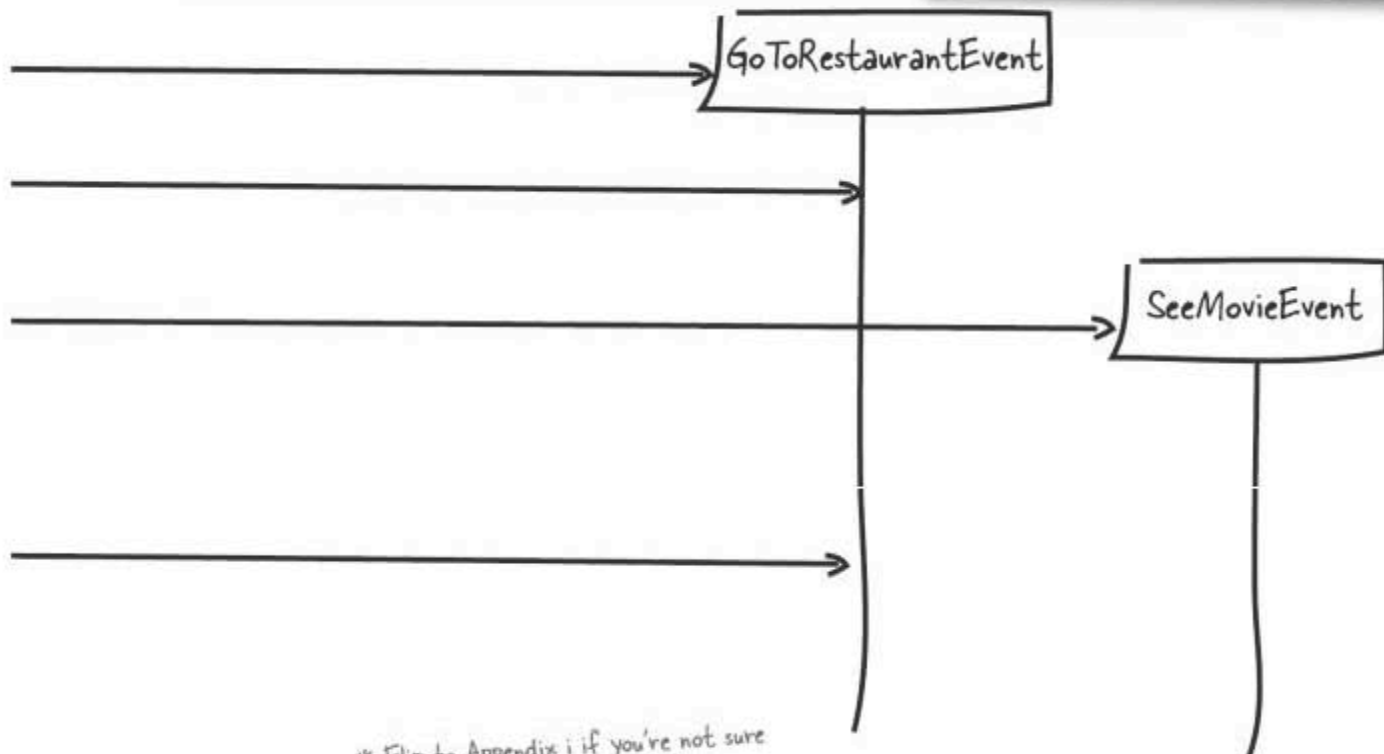 GoToRestaurantEvent
SeeMovieEvent
* Flip to Appendix i if you're not sure